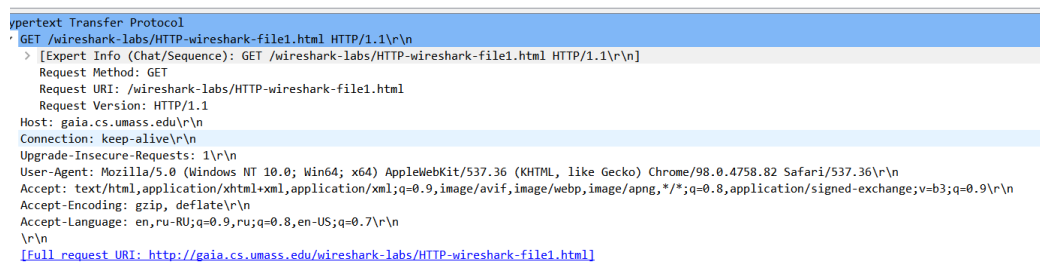 ypertext Transfer Protocol
GET /wireshark-labs/HTTP-wireshark-file1.html HTTP/1.1\r\n
> [Expert Info (Chat/Sequence): GET /wireshark-labs/HTTP-wireshark-file1.html HTTP/1.1\r\n]
Request Method: GET
Request URI: /wireshark-labs/HTTP-wireshark-file1.html
Request Version: HTTP/1.1
Host: gaia.cs.umass.edu\r\n
Connection: keep-alive\r\n
Upgrade-Insecure-Requests: 1\r\n
User-Agent: Mozilla/5.0 (Windows NT 10.0; Win64; x64) AppleWebKit/537.36 (KHTML, like Gecko) Chrome/98.0.4758.82 Safari/537.36\r\n
Accept: text/html,application/xhtml+xml,application/xml;q=0.9,image/avif,image/webp,image/apng,*/*;q=0.8,application/signed-exchange;v=b3;q=0.9\r\n
Accept-Encoding: gzip, deflate\r\n
Accept-Language: en,ru-RU;q=0.9,ru;q=0.8,en-US;q=0.7\r\n
\r\n
[Full request URI: http://gaia.cs.umass.edu/wireshark-labs/HTTP-wireshark-file1.html]